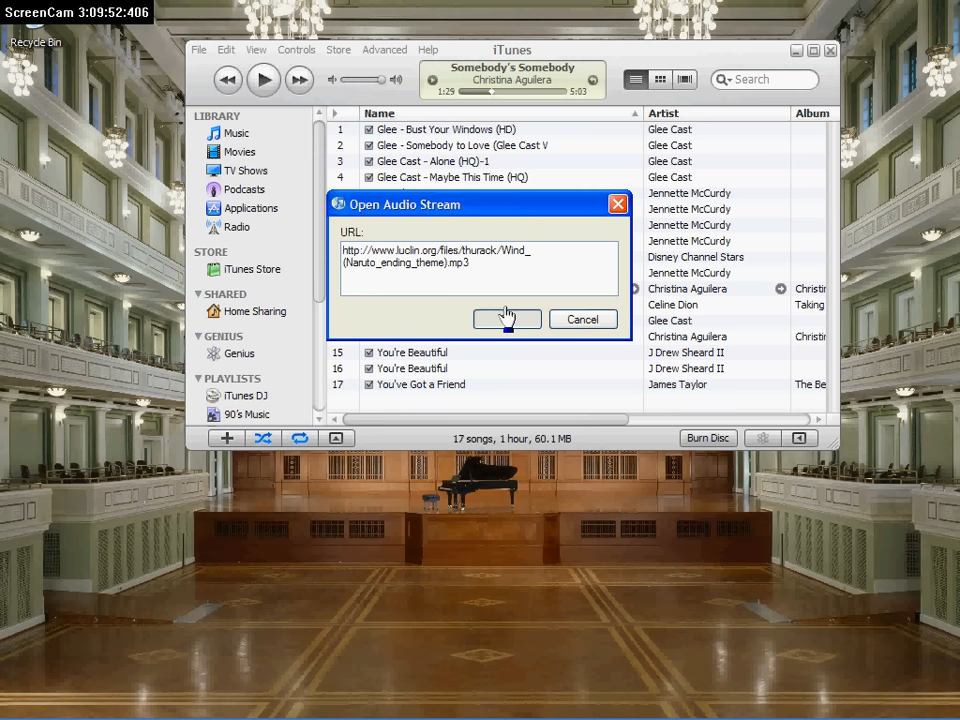 ScreenCam 3:09:52:406
Recycle Bin
File Edit View Controls Store Advanced Help
iTunes
Somebody's Somebody
Christina Aguilera
1:29 5:03
Search
LIBRARY
Music
Movies
TV Shows
Podcasts
Applications
Radio
STORE
iTunes Store
SHARED
Home Sharing
GENIUS
Genius
PLAYLISTS
iTunes DJ
90's Music
Name Artist Album
1 Glee - Bust Your Windows (HD) Glee Cast
2 Glee - Somebody to Love (Glee Cast V Glee Cast
3 Glee Cast - Alone (HQ)-1 Glee Cast
4 Glee Cast - Maybe This Time (HQ) Glee Cast
Jennette McCurdy
Jennette McCurdy
Jennette McCurdy
Jennette McCurdy
Disney Channel Stars
Jennette McCurdy
Christina Aguilera Christin
Celine Dion Taking
Glee Cast
Christina Aguilera Christin
15 You're Beautiful J Drew Sheard II
16 You're Beautiful J Drew Sheard II
17 You've Got a Friend James Taylor The Be
Open Audio Stream
URL:
http://www.luclin.org/files/thurack/Wind_
(Naruto_ending_theme).mp3
Cancel
17 songs, 1 hour, 60.1 MB
Burn Disc